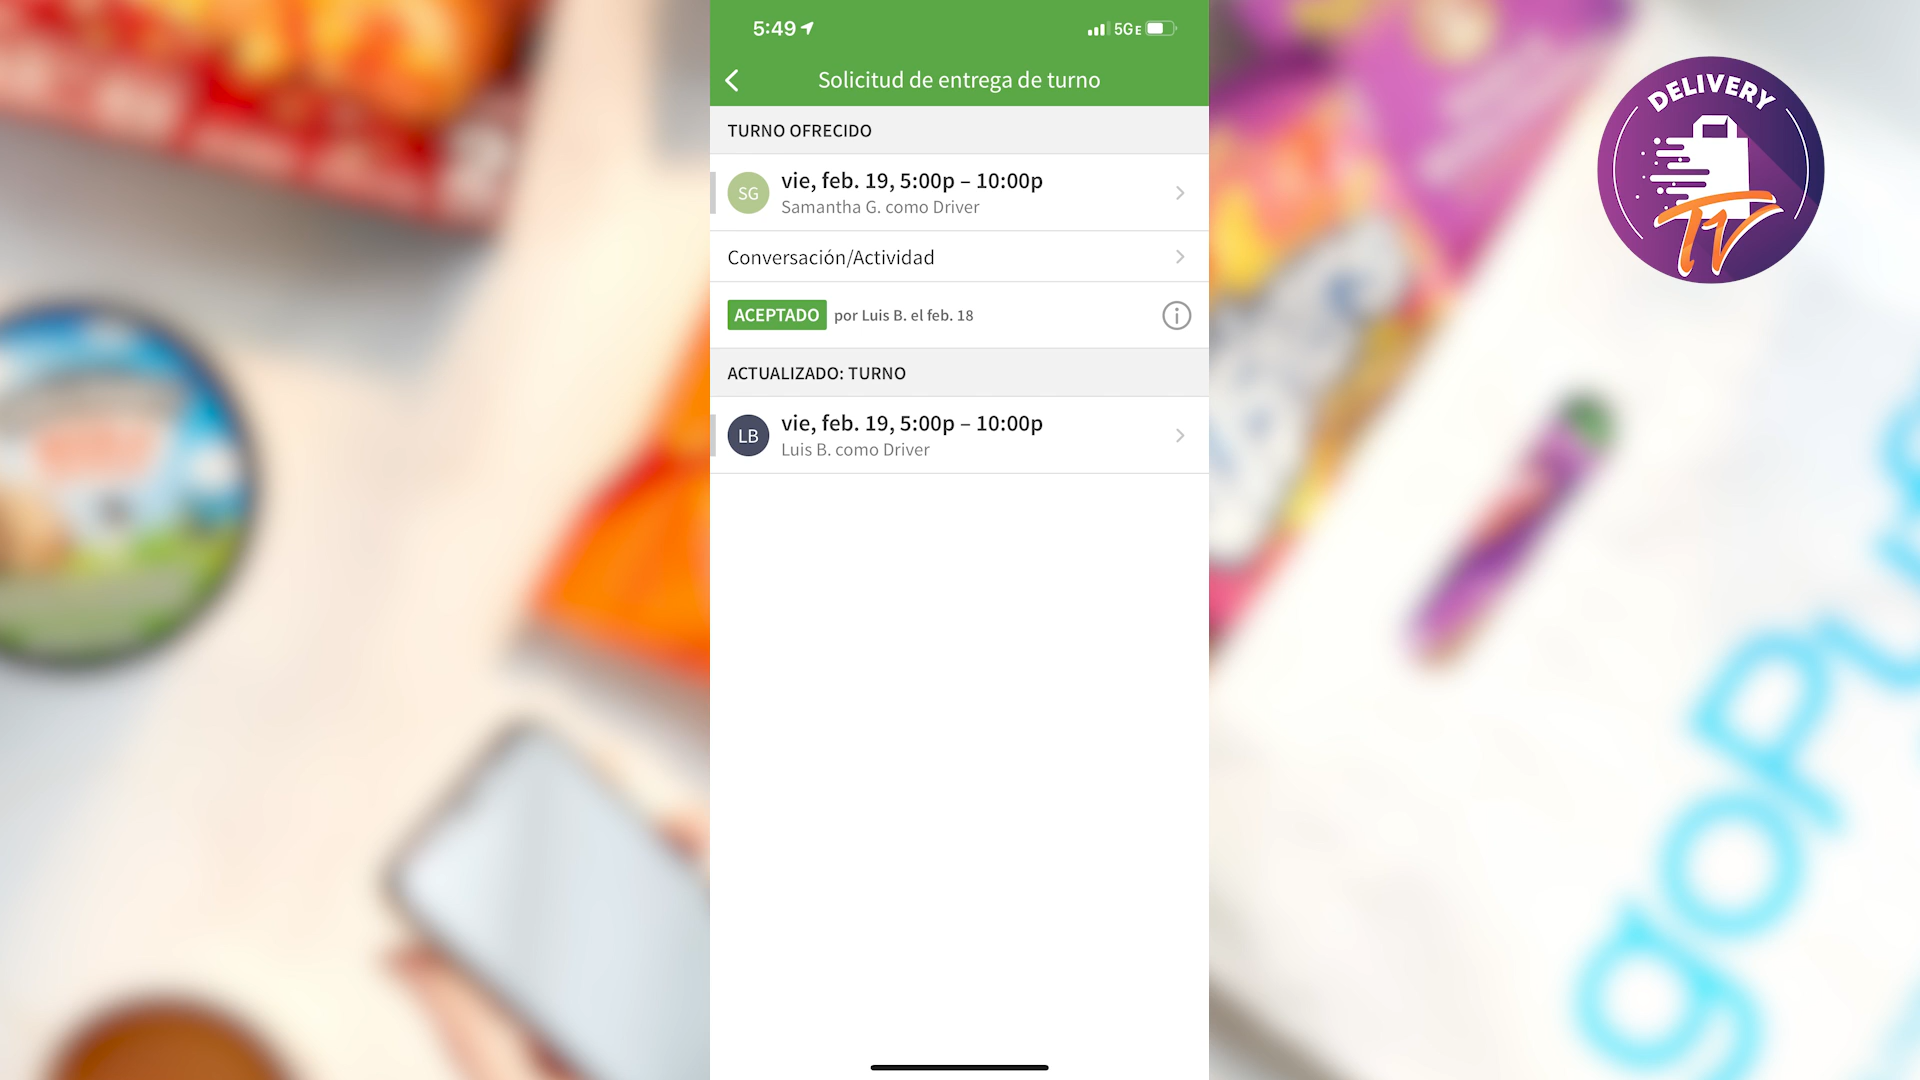 5:49
5GE
Solicitud de entrega de turno
TURNO OFRECIDO
SG
vie, feb. 19, 5:00p – 10:00p
Samantha G. como Driver
Conversación/Actividad
ACEPTADO por Luis B. el feb. 18
ACTUALIZADO: TURNO
LB
vie, feb. 19, 5:00p – 10:00p
Luis B. como Driver
DELIVERY
TV
goPu